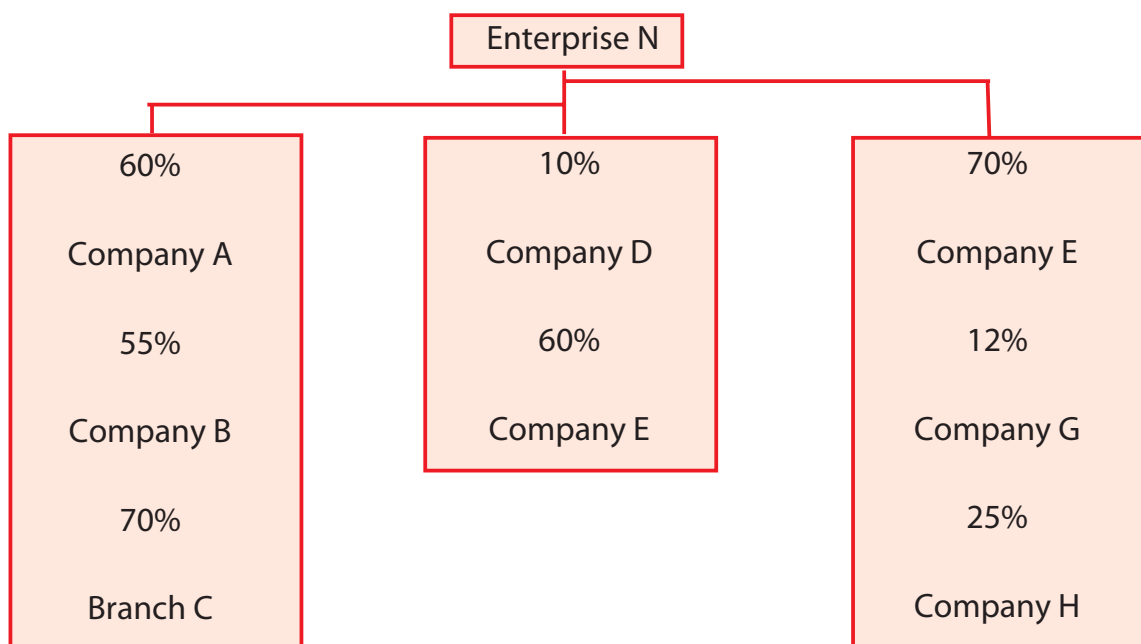 Enterprise N
60%
Company A
55%
Company B
70%
Branch C
10%
Company D
60%
Company E
70%
Company E
12%
Company G
25%
Company H